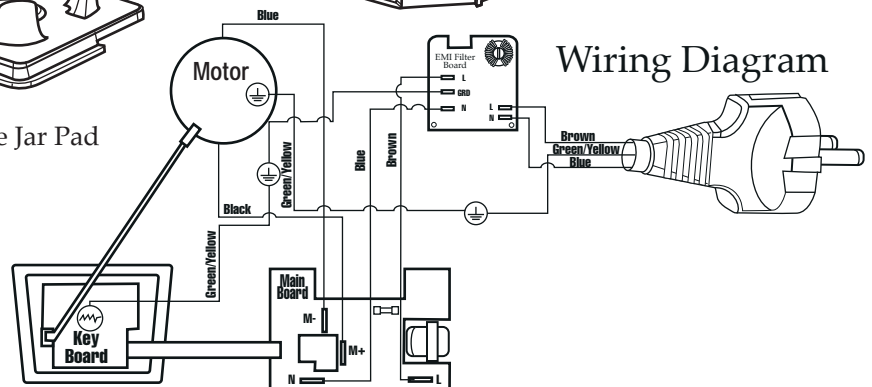 Blue
Wiring Diagram
Motor
EMI Filter
Board
L
GRD
N
L
N
Brown
Green/Yellow
Blue
e Jar Pad
Green/Yellow
Blue
Brown
Black
Green/Yellow
Main
Board
M-
M+
Key
Board
N
L